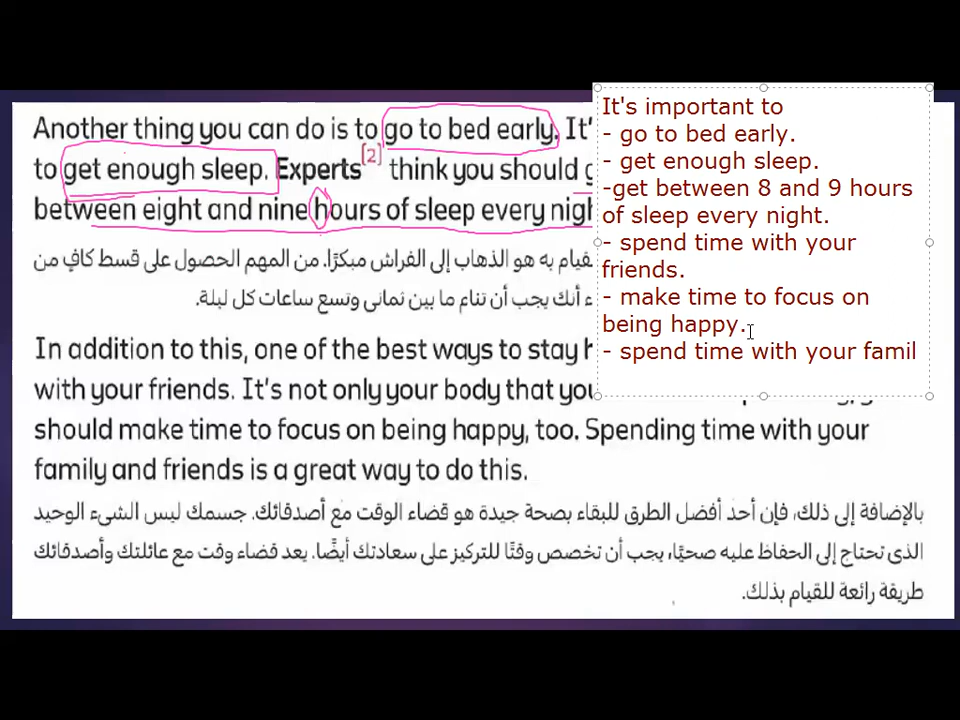 Another thing you can do is to go to bed early. It'
to get enough sleep. Experts [2] think you should g
between eight and nine hours of sleep every nigh
قيام به هو الذهاب إلى الفراش مبكرًا. من المهم الحصول على قسط كافٍ من
ء أنك يجب أن تنام ما بين ثمانى وتسع ساعات كل ليلة.
In addition to this, one of the best ways to stay h
with your friends. It's not only your body that you
should make time to focus on being happy, too. Spending time with your
family and friends is a great way to do this.
بالإضافة إلى ذلك، فإن أحد أفضل الطرق للبقاء بصحة جيدة هو قضاء الوقت مع أصدقائك. جسمك ليس الشىء الوحيد
الذى تحتاج إلى الحفاظ عليه صحيًا، يجب أن تخصص وقتًا للتركيز على سعادتك أيضًا. يعد قضاء وقت مع عائلتك وأصدقائك
طريقة رائعة للقيام بذلك.
It's important to
- go to bed early.
- get enough sleep.
-get between 8 and 9 hours
of sleep every night.
- spend time with your
friends.
- make time to focus on
being happy.
- spend time with your famil